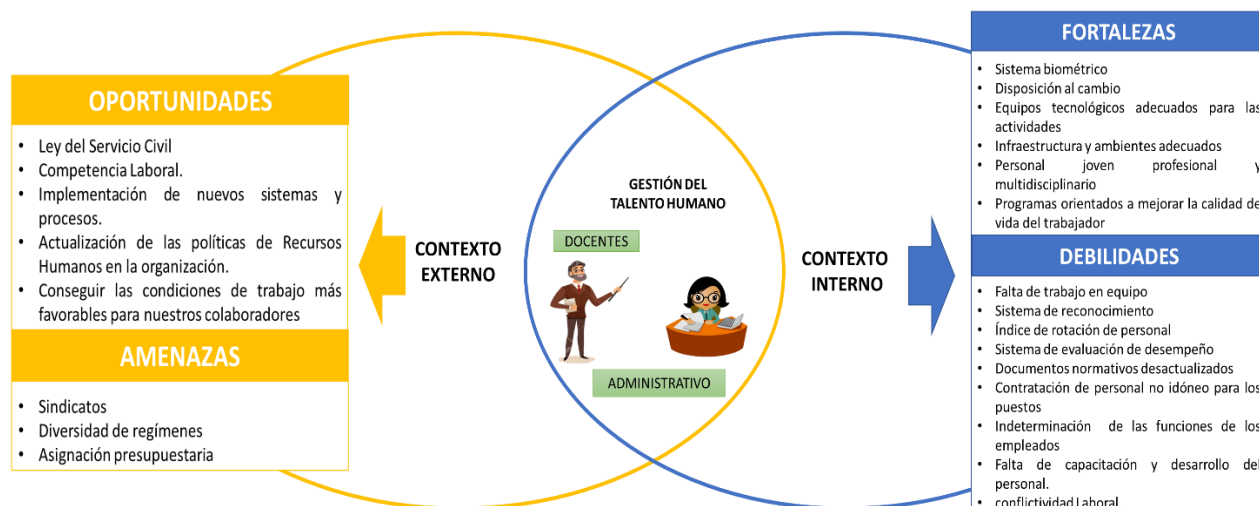 OPORTUNIDADES
• Ley del Servicio Civil
• Competencia Laboral.
• Implementación de nuevos sistemas y
procesos.
• Actualización de las políticas de Recursos
Humanos en la organización.
• Conseguir las condiciones de trabajo más
favorables para nuestros colaboradores
AMENAZAS
• Sindicatos
• Diversidad de regímenes
• Asignación presupuestaria
CONTEXTO
EXTERNO
GESTIÓN DEL
TALENTO HUMANO
DOCENTES
ADMINISTRATIVO
CONTEXTO
INTERNO
FORTALEZAS
• Sistema biométrico
• Disposición al cambio
• Equipos tecnológicos adecuados para las
actividades
• Infraestructura y ambientes adecuados
• Personal joven profesional y
multidisciplinario
• Programas orientados a mejorar la calidad de
vida del trabajador
DEBILIDADES
• Falta de trabajo en equipo
• Sistema de reconocimiento
• Índice de rotación de personal
• Sistema de evaluación de desempeño
• Documentos normativos desactualizados
• Contratación de personal no idóneo para los
puestos
• Indeterminación de las funciones de los
empleados
• Falta de capacitación y desarrollo del
personal.
• conflictividad Laboral